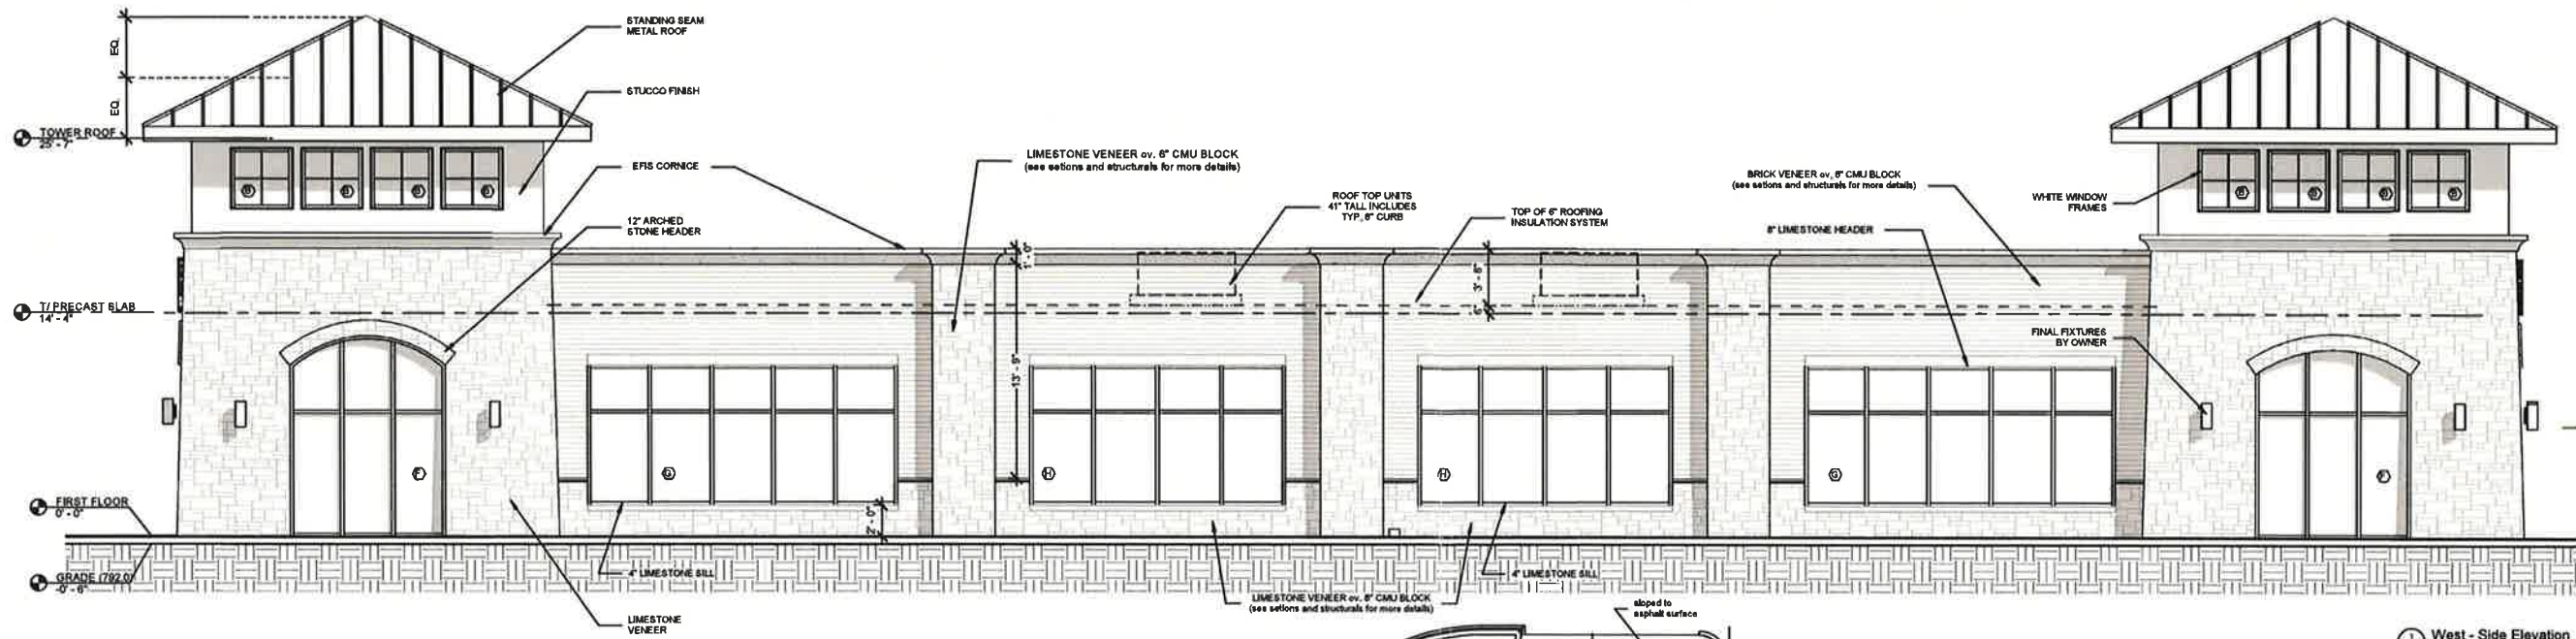 STANDING SEAM
METAL ROOF
EQ.
EQ.
STUCCO FINISH
TOWER ROOF
25' - 7"
EFIS CORNICE
LIMESTONE VENEER ov. 6" CMU BLOCK
(see setions and structurals for more details)
ROOF TOP UNITS
41" TALL INCLUDES
TYP. 8" CURB
TOP OF 6" ROOFING
INSULATION SYSTEM
BRICK VENEER ov, 8" CMU BLOCK
(see setions and structurals for more details)
WHITE WINDOW
FRAMES
B
B
B
B
B
B
B
B
12" ARCHED
STONE HEADER
8" LIMESTONE HEADER
1' - 0"
3' - 6"
6"
T/ PRECAST SLAB
14' - 4"
FINAL FIXTURES
BY OWNER
13' - 9"
F
G
H
H
G
F
FIRST FLOOR
0' - 0"
2' - 0"
GRADE (792.0)
-0' - 6"
4" LIMESTONE SILL
4" LIMESTONE SILL
LIMESTONE VENEER ov. 8" CMU BLOCK
(see setions and structurals for more details)
LIMESTONE
VENEER
sloped to
asphalt surface
1 West - Side Elevation